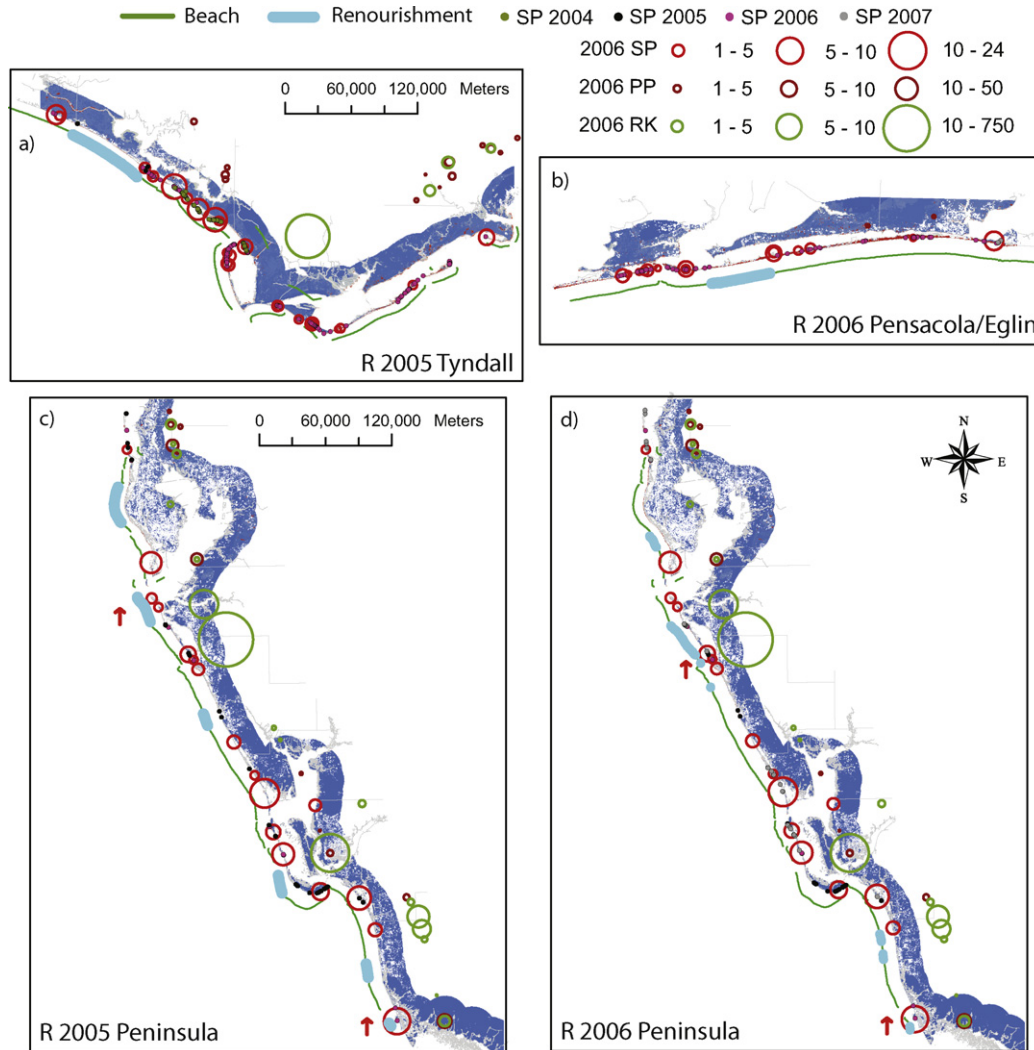 Beach Renourishment SP 2004 SP 2005 SP 2006 SP 2007
2006 SP 1 - 5 5 - 10 10 - 24
2006 PP 1 - 5 5 - 10 10 - 50
2006 RK 1 - 5 5 - 10 10 - 750
a)
0 60,000 120,000 Meters
R 2005 Tyndall
b)
R 2006 Pensacola/Eglin
c)
0 60,000 120,000 Meters
R 2005 Peninsula
d)
N
W E
S
R 2006 Peninsula